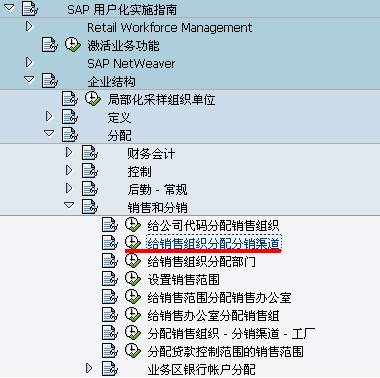 SAP 用户化实施指南
Retail Workforce Management
激活业务功能
SAP NetWeaver
企业结构
局部化采样组织单位
定义
分配
财务会计
控制
后勤 - 常规
销售和分销
给公司代码分配销售组织
给销售组织分配分销渠道
给销售组织分配部门
设置销售范围
给销售范围分配销售办公室
给销售办公室分配销售组
分配销售组织 - 分销渠道 - 工厂
分配贷款控制范围的销售范围
业务区银行帐户分配